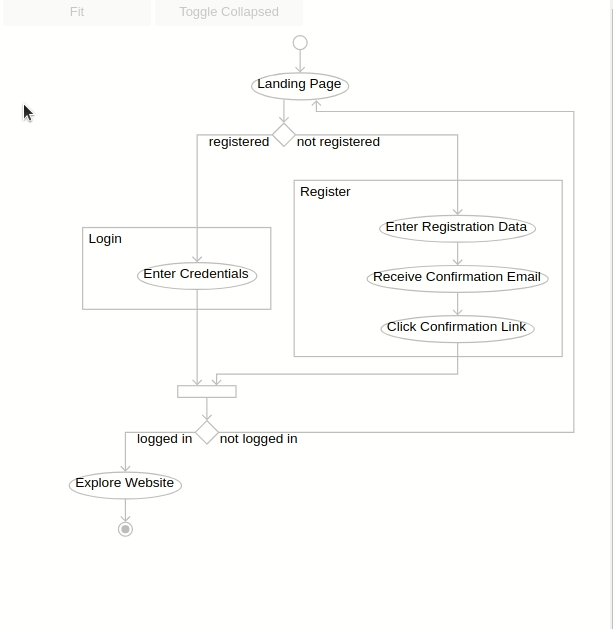 Fit
Toggle Collapsed
Landing Page
registered
not registered
Register
Enter Registration Data
Login
Enter Credentials
Receive Confirmation Email
Click Confirmation Link
logged in
not logged in
Explore Website